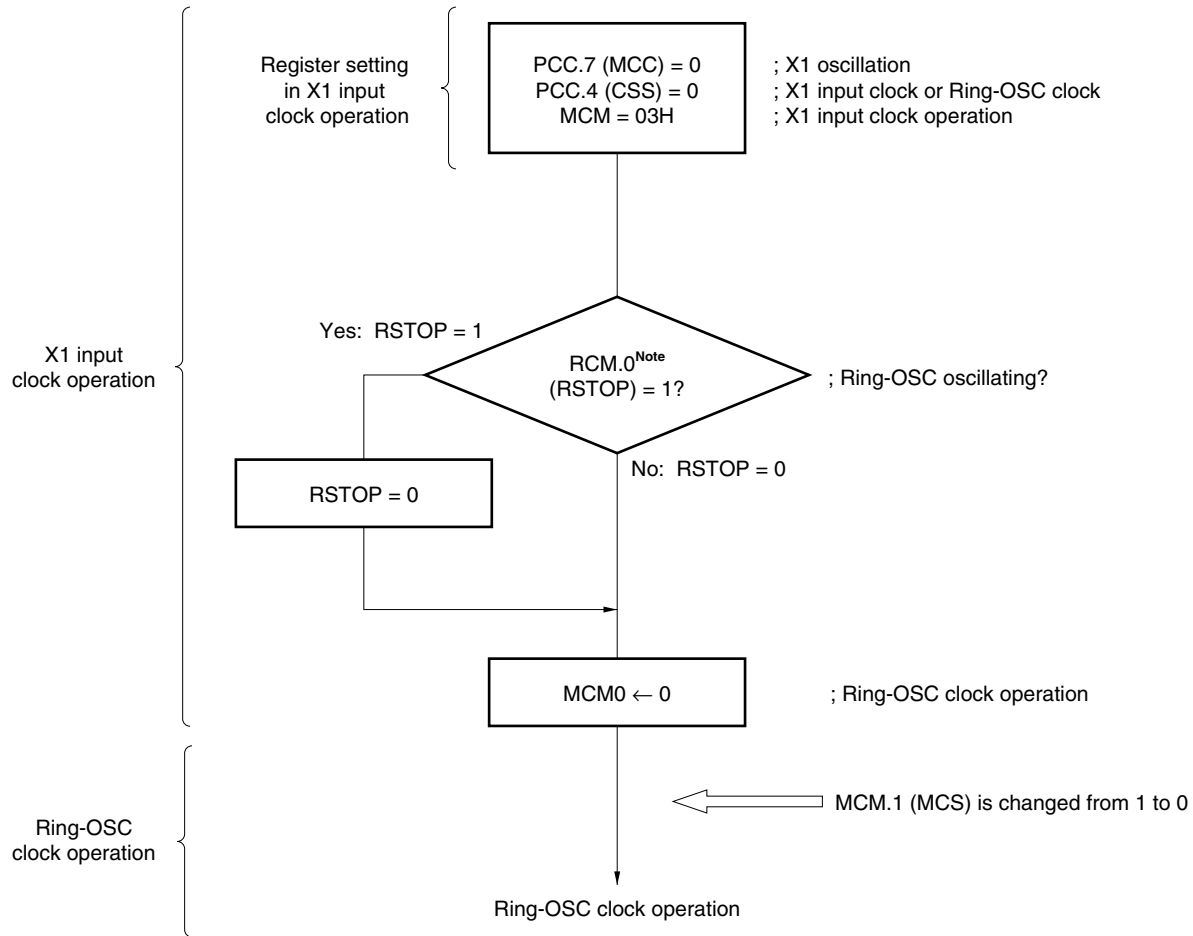 Register setting
in X1 input
clock operation
PCC.7 (MCC) = 0
PCC.4 (CSS) = 0
MCM = 03H
; X1 oscillation
; X1 input clock or Ring-OSC clock
; X1 input clock operation
X1 input
clock operation
Yes: RSTOP = 1
RCM.0Note
(RSTOP) = 1?
; Ring-OSC oscillating?
No: RSTOP = 0
RSTOP = 0
MCM0 ← 0
; Ring-OSC clock operation
MCM.1 (MCS) is changed from 1 to 0
Ring-OSC
clock operation
Ring-OSC clock operation